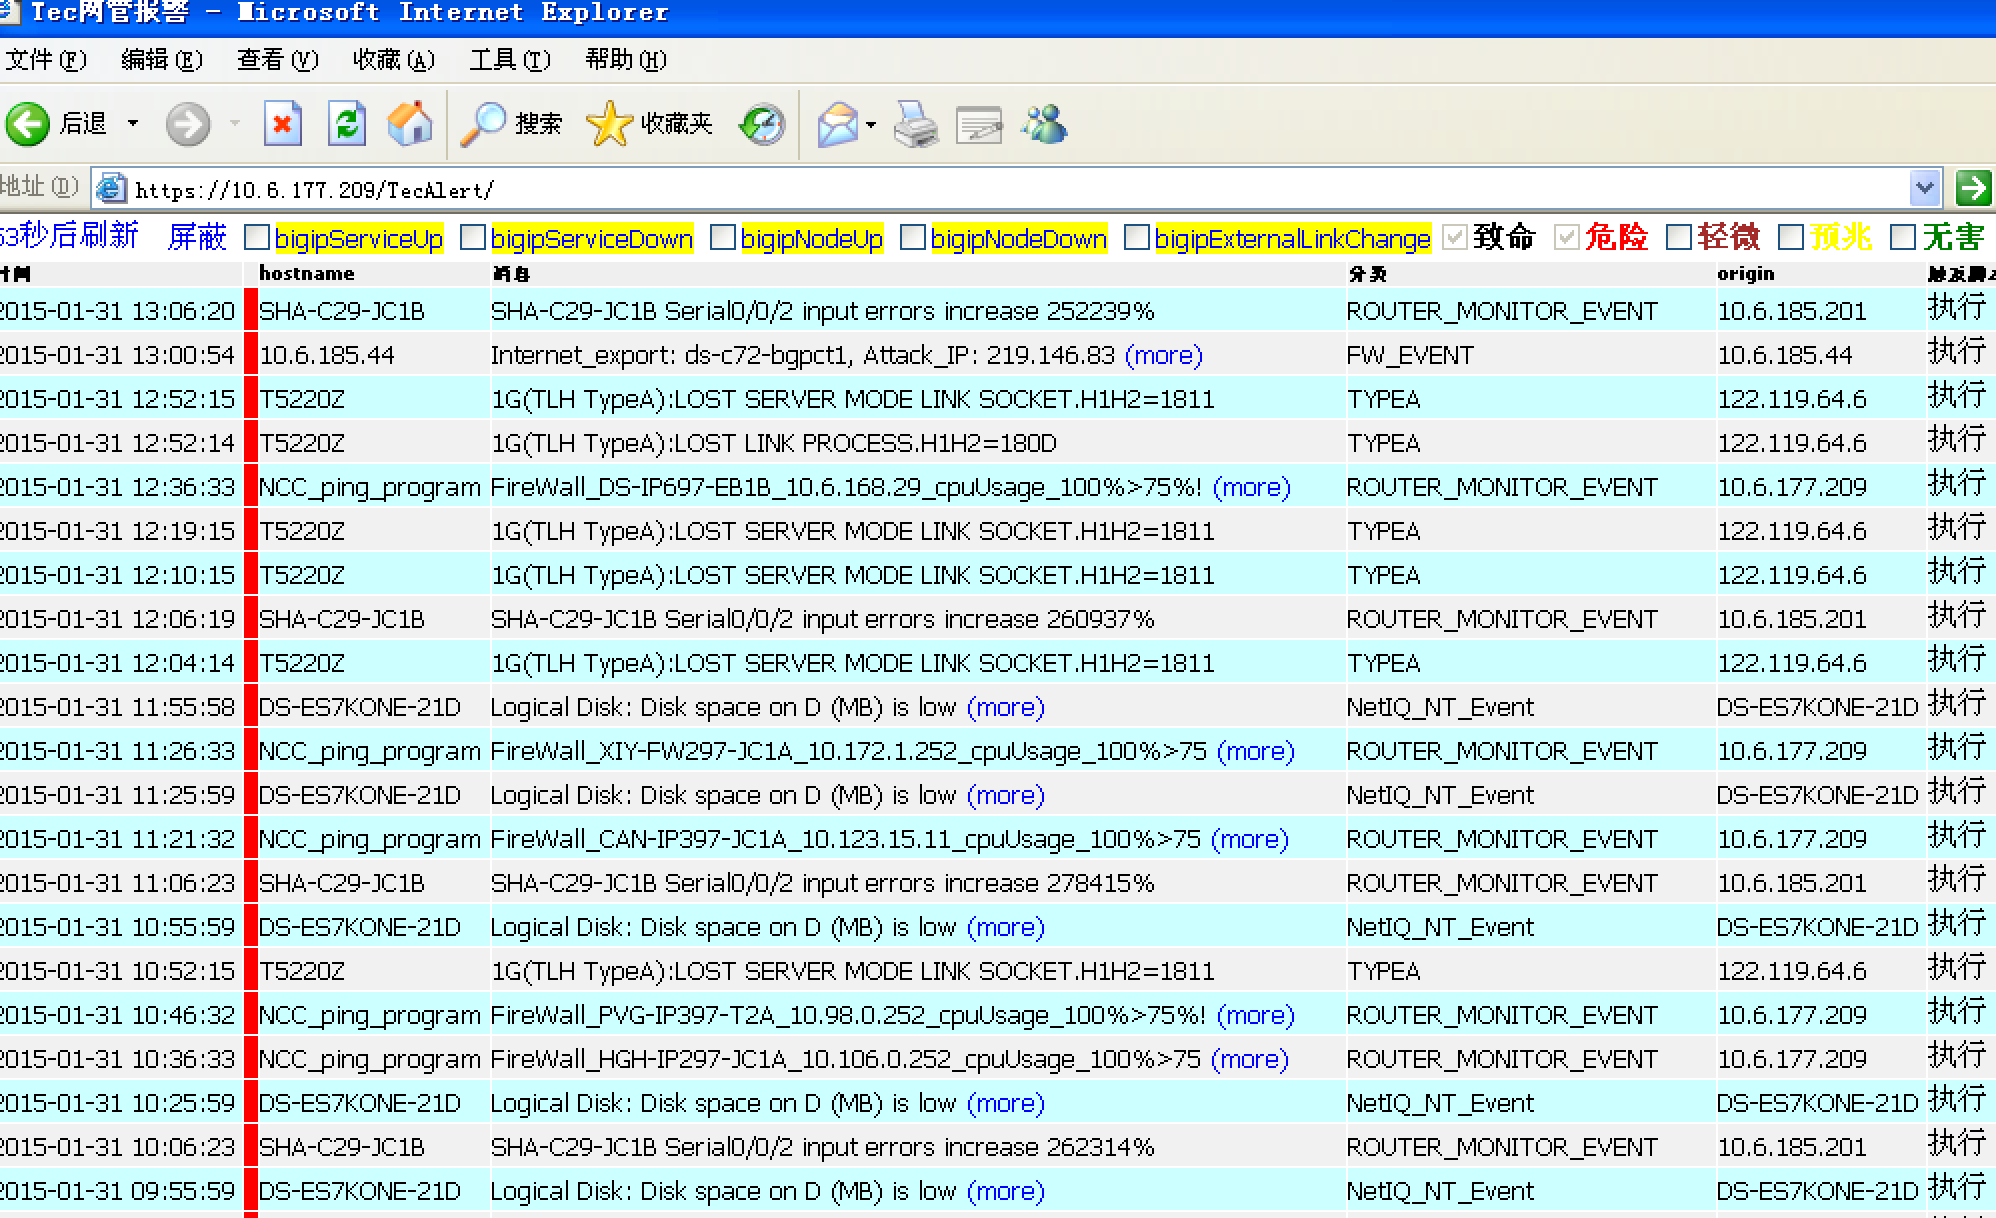 Tec网管报警 - Microsoft Internet Explorer
文件(F) 编辑(E) 查看(V) 收藏(A) 工具(T) 帮助(H)
后退 搜索 收藏夹
地址(D) https://10.6.177.209/TecAlert/
53秒后刷新 屏蔽 bigipServiceUp bigipServiceDown bigipNodeUp bigipNodeDown bigipExternalLinkChange 致命 危险 轻微 预兆 无害
时间 hostname 消息 分类 origin
2015-01-31 13:06:20 SHA-C29-JC1B SHA-C29-JC1B Serial0/0/2 input errors increase 252239% ROUTER_MONITOR_EVENT 10.6.185.201 执行
2015-01-31 13:00:54 10.6.185.44 Internet_export: ds-c72-bgpct1, Attack_IP: 219.146.83 (more) FW_EVENT 10.6.185.44 执行
2015-01-31 12:52:15 T5220Z 1G(TLH TypeA):LOST SERVER MODE LINK SOCKET.H1H2=1811 TYPEA 122.119.64.6 执行
2015-01-31 12:52:14 T5220Z 1G(TLH TypeA):LOST LINK PROCESS.H1H2=180D TYPEA 122.119.64.6 执行
2015-01-31 12:36:33 NCC_ping_program FireWall_DS-IP697-EB1B_10.6.168.29_cpuUsage_100%>75%! (more) ROUTER_MONITOR_EVENT 10.6.177.209 执行
2015-01-31 12:19:15 T5220Z 1G(TLH TypeA):LOST SERVER MODE LINK SOCKET.H1H2=1811 TYPEA 122.119.64.6 执行
2015-01-31 12:10:15 T5220Z 1G(TLH TypeA):LOST SERVER MODE LINK SOCKET.H1H2=1811 TYPEA 122.119.64.6 执行
2015-01-31 12:06:19 SHA-C29-JC1B SHA-C29-JC1B Serial0/0/2 input errors increase 260937% ROUTER_MONITOR_EVENT 10.6.185.201 执行
2015-01-31 12:04:14 T5220Z 1G(TLH TypeA):LOST SERVER MODE LINK SOCKET.H1H2=1811 TYPEA 122.119.64.6 执行
2015-01-31 11:55:58 DS-ES7KONE-21D Logical Disk: Disk space on D (MB) is low (more) NetIQ_NT_Event DS-ES7KONE-21D 执行
2015-01-31 11:26:33 NCC_ping_program FireWall_XIY-FW297-JC1A_10.172.1.252_cpuUsage_100%>75 (more) ROUTER_MONITOR_EVENT 10.6.177.209 执行
2015-01-31 11:25:59 DS-ES7KONE-21D Logical Disk: Disk space on D (MB) is low (more) NetIQ_NT_Event DS-ES7KONE-21D 执行
2015-01-31 11:21:32 NCC_ping_program FireWall_CAN-IP397-JC1A_10.123.15.11_cpuUsage_100%>75 (more) ROUTER_MONITOR_EVENT 10.6.177.209 执行
2015-01-31 11:06:23 SHA-C29-JC1B SHA-C29-JC1B Serial0/0/2 input errors increase 278415% ROUTER_MONITOR_EVENT 10.6.185.201 执行
2015-01-31 10:55:59 DS-ES7KONE-21D Logical Disk: Disk space on D (MB) is low (more) NetIQ_NT_Event DS-ES7KONE-21D 执行
2015-01-31 10:52:15 T5220Z 1G(TLH TypeA):LOST SERVER MODE LINK SOCKET.H1H2=1811 TYPEA 122.119.64.6 执行
2015-01-31 10:46:32 NCC_ping_program FireWall_PVG-IP397-T2A_10.98.0.252_cpuUsage_100%>75%! (more) ROUTER_MONITOR_EVENT 10.6.177.209 执行
2015-01-31 10:36:33 NCC_ping_program FireWall_HGH-IP297-JC1A_10.106.0.252_cpuUsage_100%>75 (more) ROUTER_MONITOR_EVENT 10.6.177.209 执行
2015-01-31 10:25:59 DS-ES7KONE-21D Logical Disk: Disk space on D (MB) is low (more) NetIQ_NT_Event DS-ES7KONE-21D 执行
2015-01-31 10:06:23 SHA-C29-JC1B SHA-C29-JC1B Serial0/0/2 input errors increase 262314% ROUTER_MONITOR_EVENT 10.6.185.201 执行
2015-01-31 09:55:59 DS-ES7KONE-21D Logical Disk: Disk space on D (MB) is low (more) NetIQ_NT_Event DS-ES7KONE-21D 执行